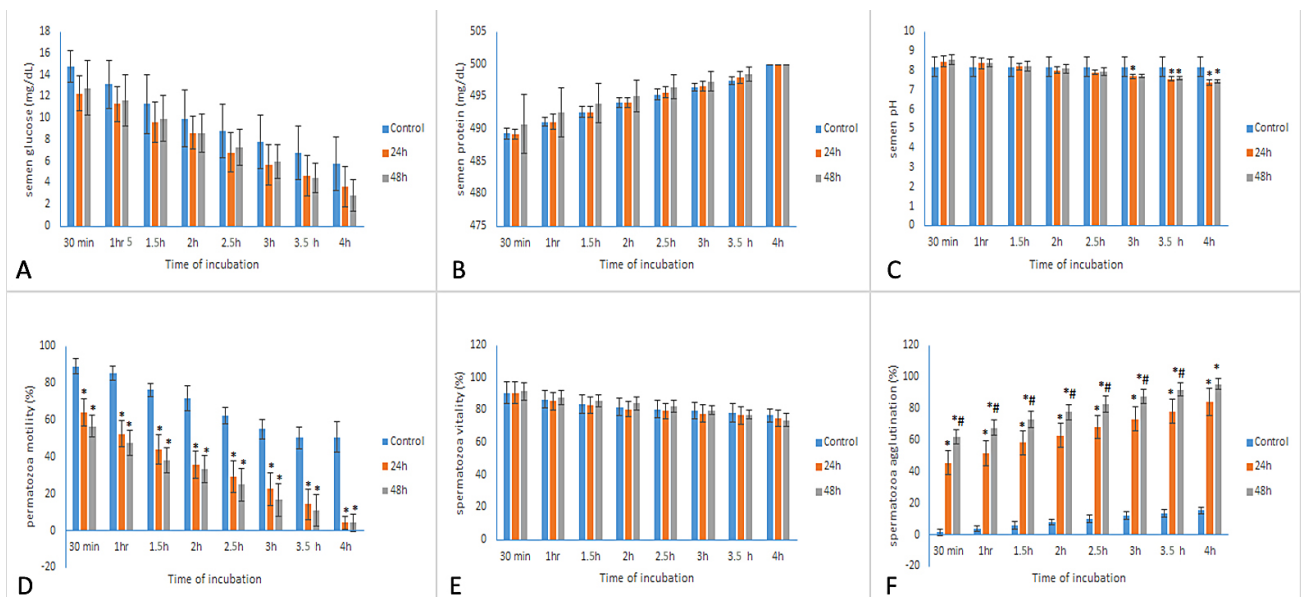 semen glucose (mg/dL)
18
16
14
12
10
8
6
4
2
0
30 min 1hr 5 1.5h 2h 2.5h 3h 3.5 h 4h
Time of incubation
Control
24h
48h
A
semen protein (mg/dL)
505
500
495
490
485
480
475
30 min 1hr 1.5h 2h 2.5h 3h 3.5 h 4h
Time of incubation
Control
24h
48h
B
semen pH
10
9
8
7
6
5
4
3
2
1
0
* * * * *
30 min 1hr 1.5h 2h 2.5h 3h 3.5 h 4h
Time of incubation
Control
24h
48h
C
permatozoa motility (%)
100
80
60
40
20
0
-20
* * * * * * * * * * * * * * * *
30 min 1hr 1.5h 2h 2.5h 3h 3.5 h 4h
Time of incubation
Control
24h
48h
D
spermatozoa vitality (%)
120
100
80
60
40
20
0
30 min 1hr 1.5h 2h 2.5h 3h 3.5 h 4h
Time of incubation
Control
24h
48h
E
spermatozoa agglutination (%)
120
100
80
60
40
20
0
-20
* *# * *# * *# * *# * *# * *# * *# * *
30 min 1hr 1.5h 2h 2.5h 3h 3.5 h 4h
Time of incubation
Control
24h
48h
F